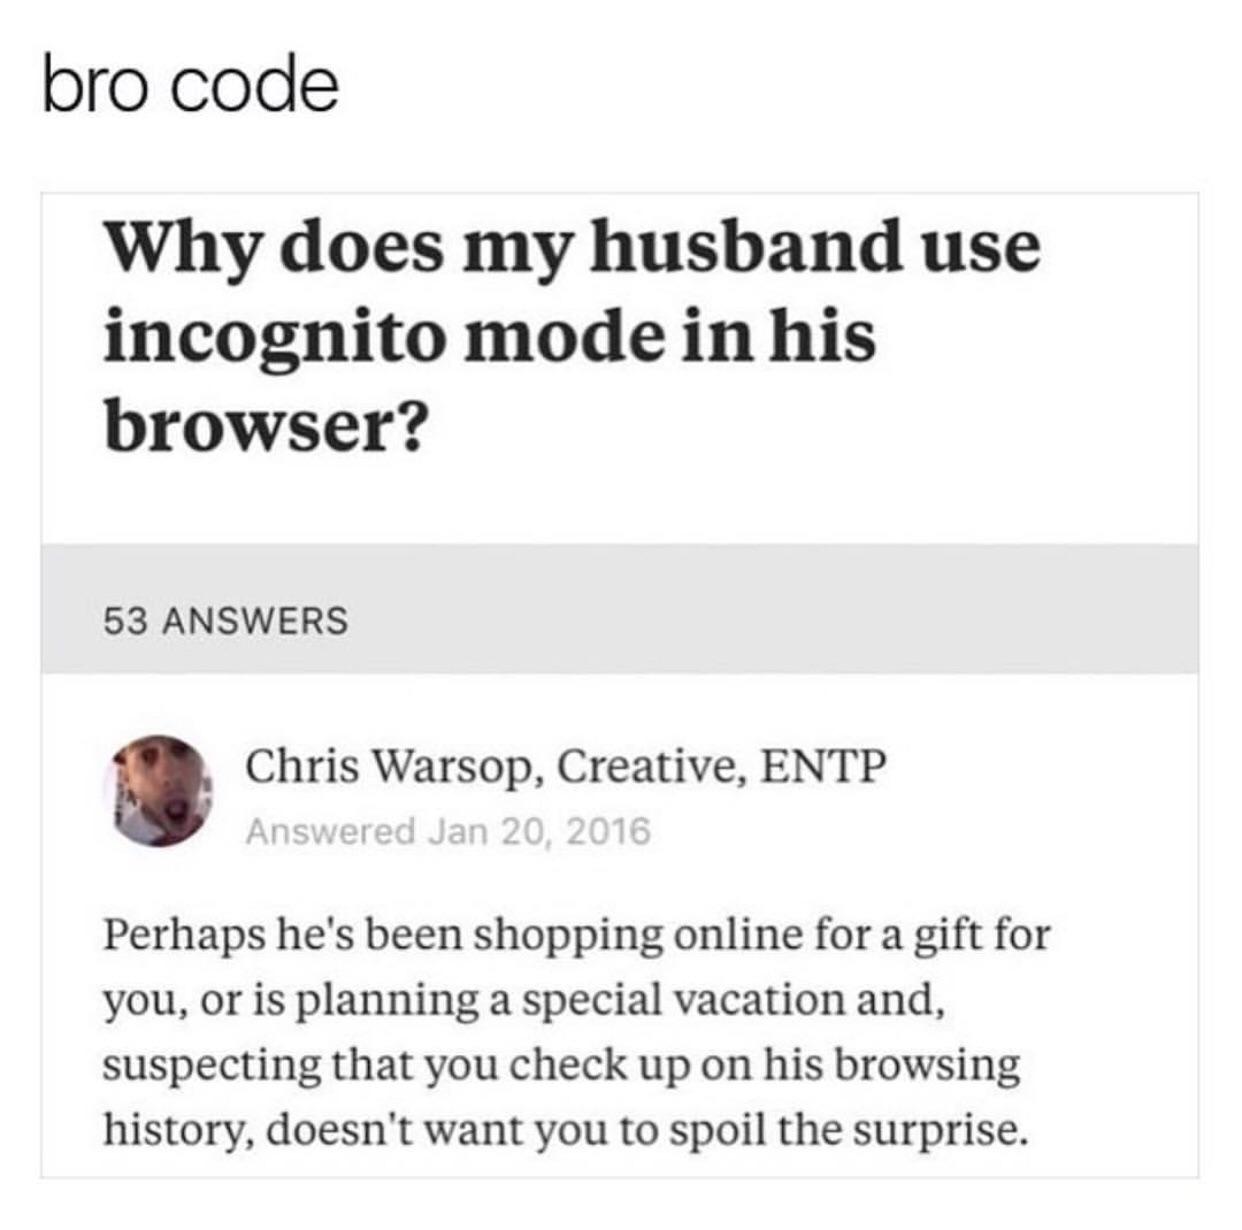 bro code
Why does my husband use
incognito mode in his
browser?
53 ANSWERS
Chris Warsop, Creative, ENTP
Answered Jan 20, 2016
Perhaps he's been shopping online for a gift for
you, or is planning a special vacation and,
suspecting that you check up on his browsing
history, doesn't want you to spoil the surprise.